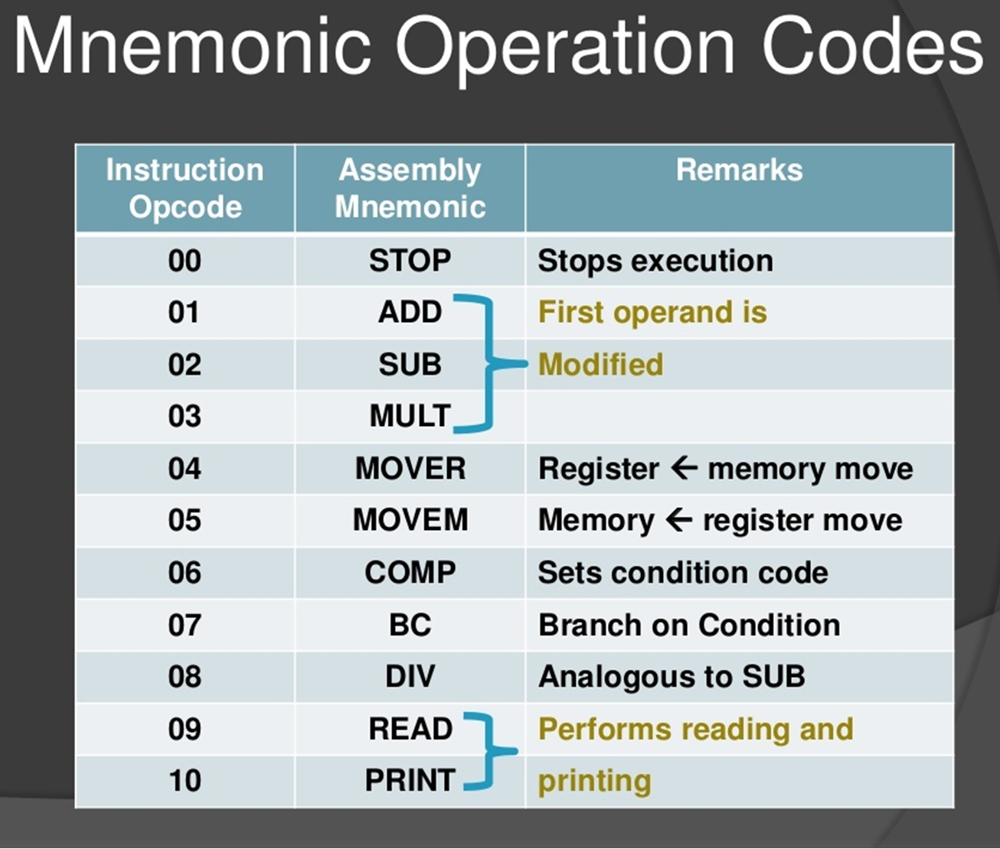 Mnemonic Operation Codes
Instruction Opcode Assembly Mnemonic Remarks
00 STOP Stops execution
01 ADD First operand is
02 SUB Modified
03 MULT
04 MOVER Register ← memory move
05 MOVEM Memory ← register move
06 COMP Sets condition code
07 BC Branch on Condition
08 DIV Analogous to SUB
09 READ Performs reading and
10 PRINT printing